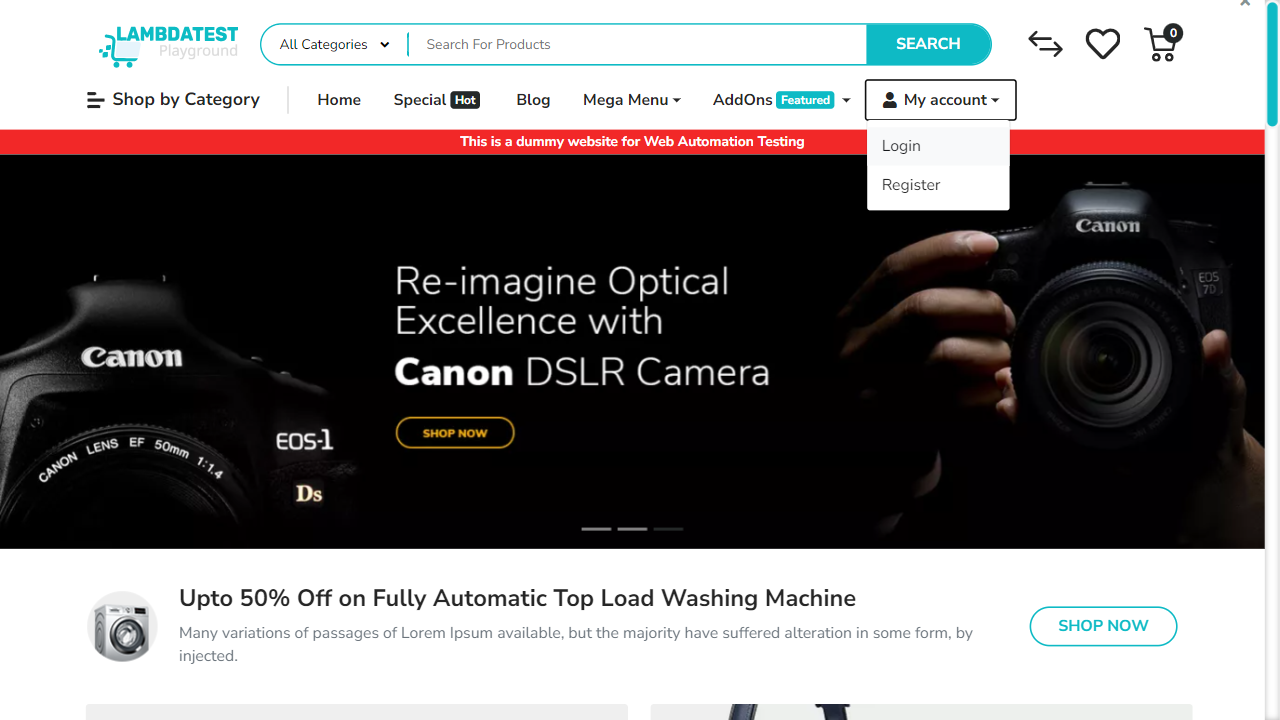 LAMBDATEST
Playground
All Categories
Search For Products
SEARCH
0
Shop by Category
Home
Special Hot
Blog
Mega Menu
AddOns Featured
My account
This is a dummy website for Web Automation Testing
Login
Register
Re-imagine Optical
Excellence with
Canon DSLR Camera
SHOP NOW
Canon
CANON LENS EF 50mm 1:1.4
EOS-1
Ds
Canon
EOS
7D
Upto 50% Off on Fully Automatic Top Load Washing Machine
Many variations of passages of Lorem Ipsum available, but the majority have suffered alteration in some form, by
injected.
SHOP NOW